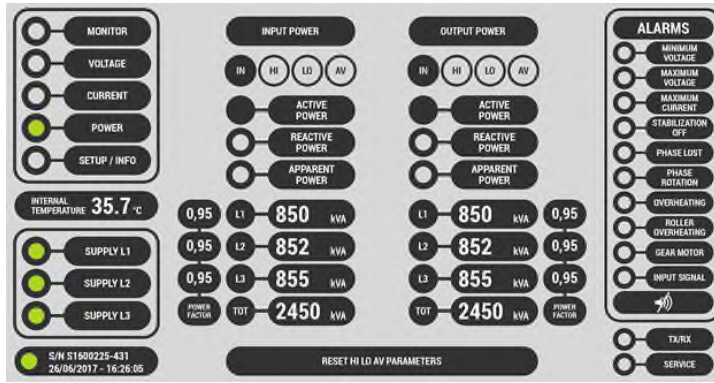 MONITOR
VOLTAGE
CURRENT
POWER
SETUP / INFO
INTERNAL
TEMPERATURE 35.7 °C
SUPPLY L1
SUPPLY L2
SUPPLY L3
S/N S1600225-431
26/06/2017 - 16:26:05
INPUT POWER
IN HI LO AV
ACTIVE
POWER
REACTIVE
POWER
APPARENT
POWER
0,95 L1 850 kVA
0,95 L2 852 kVA
0,95 L3 855 kVA
POWER
FACTOR
TOT 2450 kVA
OUTPUT POWER
IN HI LO AV
ACTIVE
POWER
REACTIVE
POWER
APPARENT
POWER
L1 850 kVA 0,95
L2 852 kVA 0,95
L3 855 kVA 0,95
TOT 2450 kVA
POWER
FACTOR
RESET HI LO AV PARAMETERS
ALARMS
MINIMUM
VOLTAGE
MAXIMUM
VOLTAGE
MAXIMUM
CURRENT
STABILIZATION
OFF
PHASE LOST
PHASE
ROTATION
OVERHEATING
ROLLER
OVERHEATING
GEAR MOTOR
INPUT SIGNAL
TX/RX
SERVICE